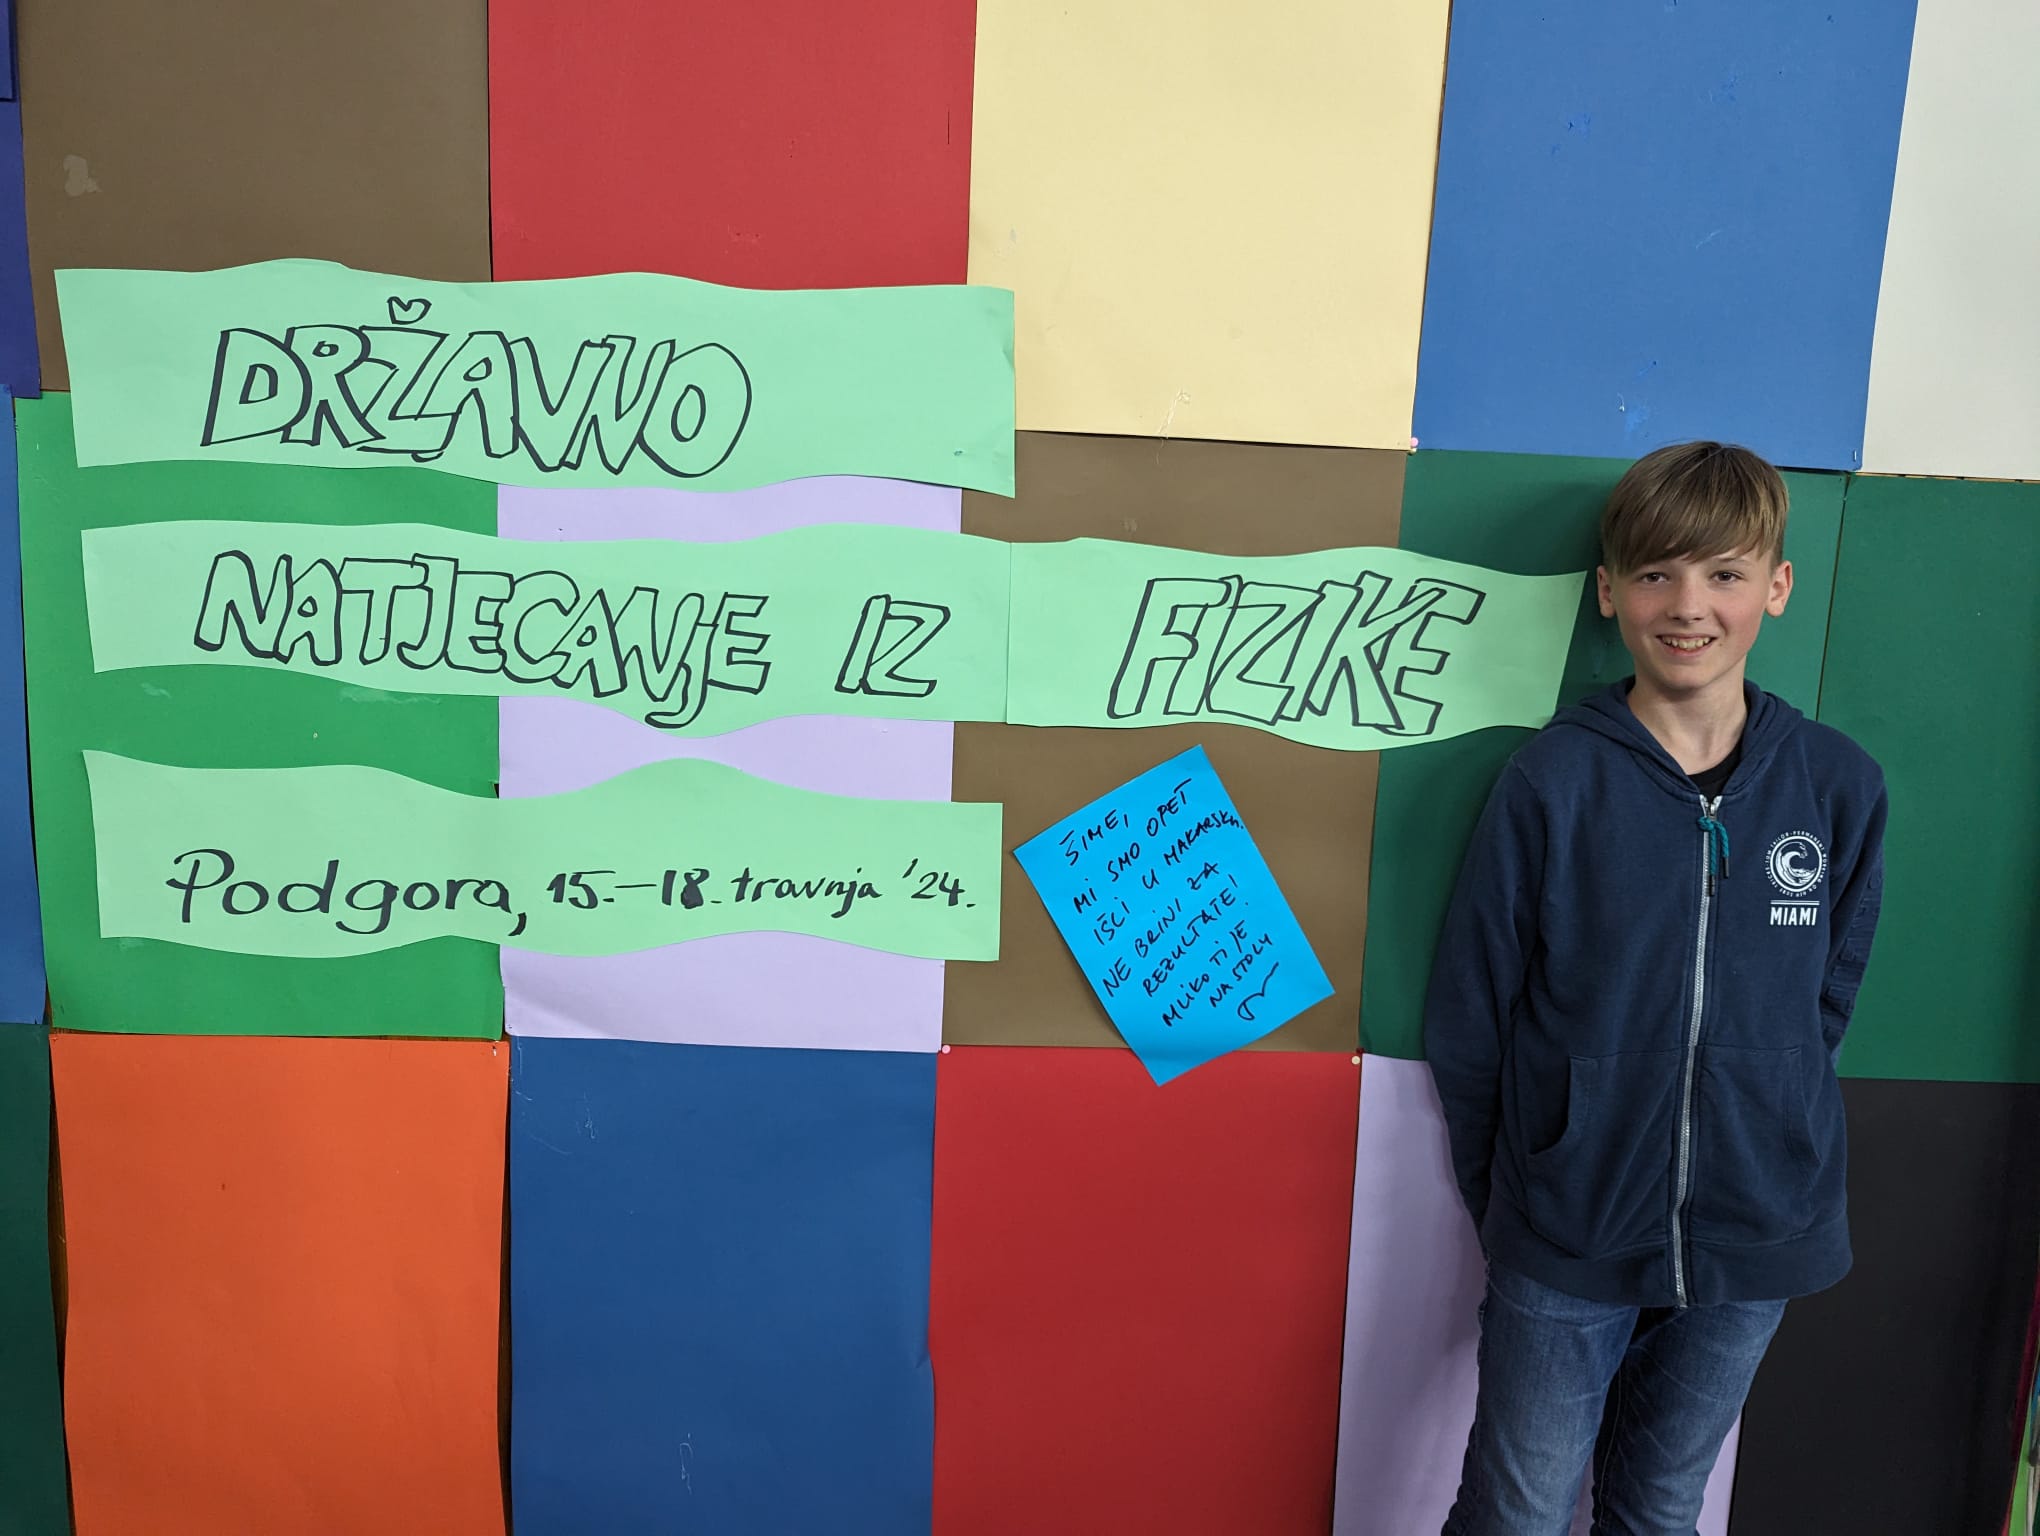 DRŽAVNO
NATJECANJE IZ FIZIKE
Podgora, 15.-18. travnja '24.
ŠIME,
MI SMO OPET
IŠLI U MAKARSKU.
NE BRINI ZA
REZULTATE!
MLIKO TI JE
NA STOLU
MIAMI